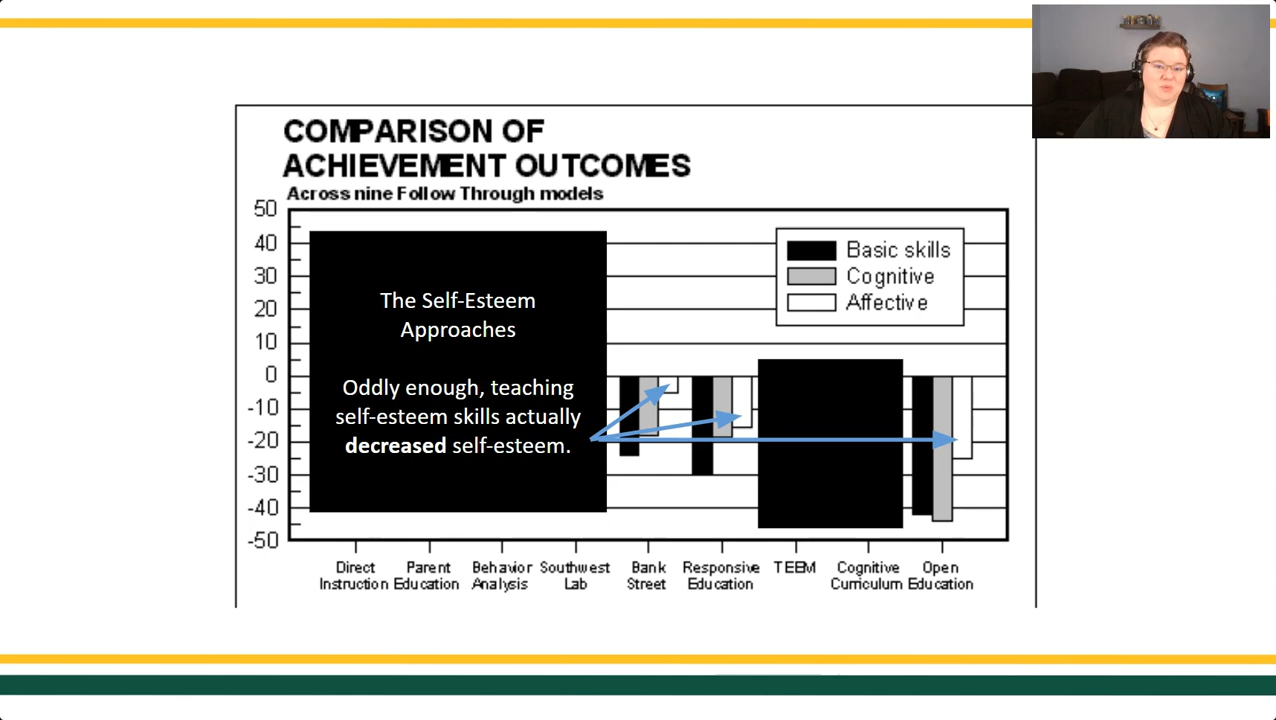 COMPARISON OF
ACHIEVEMENT OUTCOMES
Across nine Follow Through models
50
40
30
20
10
0
-10
-20
-30
-40
-50
The Self-Esteem
Approaches
Oddly enough, teaching
self-esteem skills actually
decreased self-esteem.
Basic skills
Cognitive
Affective
Direct
Instruction
Parent
Education
Behavior
Analysis
Southwest
Lab
Bank
Street
Responsive
Education
TEEM
Cognitive
Curriculum
Open
Education